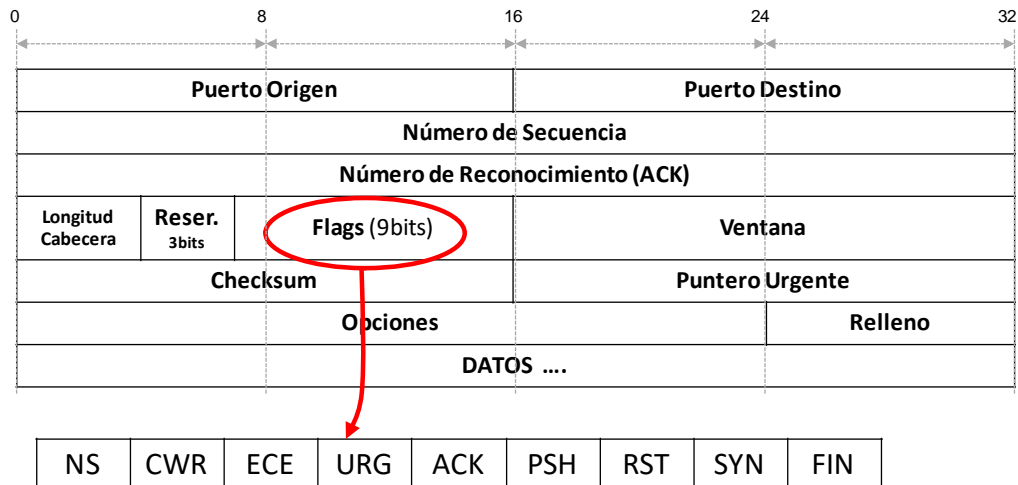 0 8 16 24 32
Puerto Origen Puerto Destino
Número de Secuencia
Número de Reconocimiento (ACK)
Longitud Cabecera Reser. 3bits Flags (9bits) Ventana
Checksum Puntero Urgente
Opciones Relleno
DATOS ....
NS CWR ECE URG ACK PSH RST SYN FIN